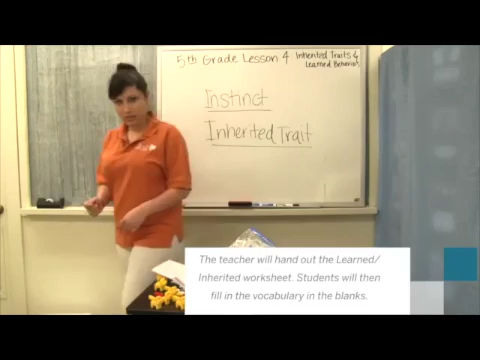 5th Grade Lesson 4 Inherited Traits &
Learned Behaviors
Instinct
Inherited Trait
The teacher will hand out the Learned/
Inherited worksheet. Students will then
fill in the vocabulary in the blanks.